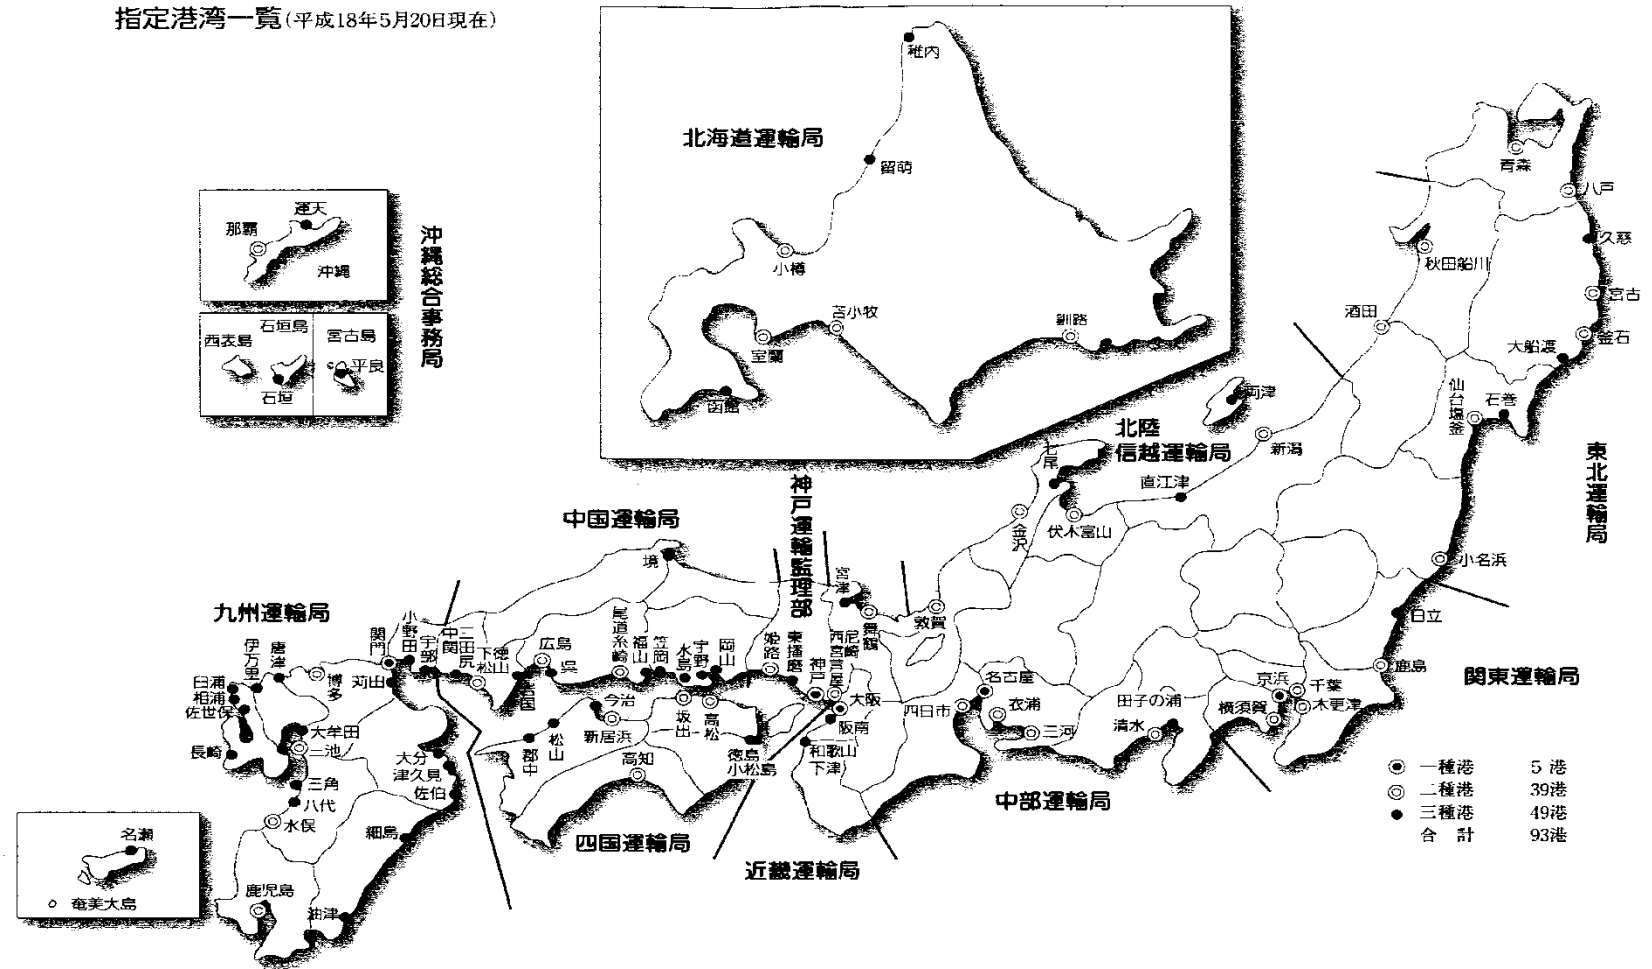 指定港湾一覧(平成18年5月20日現在)
北海道運輸局
稚内
留萌
小樽
苫小牧
室蘭
釧路
函館
沖縄総合事務局
那覇
運天
沖縄
西表島
石垣島
宮古島
平良
石垣
東北運輸局
青森
八戸
久慈
秋田船川
宮古
酒田
釜石
大船渡
仙台塩釜
石巻
小名浜
北陸
信越運輸局
両津
新潟
直江津
七尾
伏木富山
金沢
敦賀
関東運輸局
日立
鹿島
千葉
京浜
木更津
横須賀
中部運輸局
名古屋
衣浦
四日市
三河
田子の浦
清水
近畿運輸局
宮津
舞鶴
大阪
阪南
和歌山
下津
神戸運輸監理部
尼崎
西宮芦屋
神戸
東播磨
姫路
中国運輸局
境
岡山
宇野
水島
笠岡
福山
尾道糸崎
広島
呉
岩国
徳山
下松
三田尻
中関
宇部
小野田
四国運輸局
今治
新居浜
松山
郡中
坂出
高松
高知
徳島
小松島
九州運輸局
関門
苅田
唐津
博多
伊万里
臼浦
相浦
佐世保
長崎
大牟田
三池
三角
八代
水俣
大分
津久見
佐伯
細島
油津
鹿児島
名瀬
奄美大島
一種港 5港
二種港 39港
三種港 49港
合計 93港